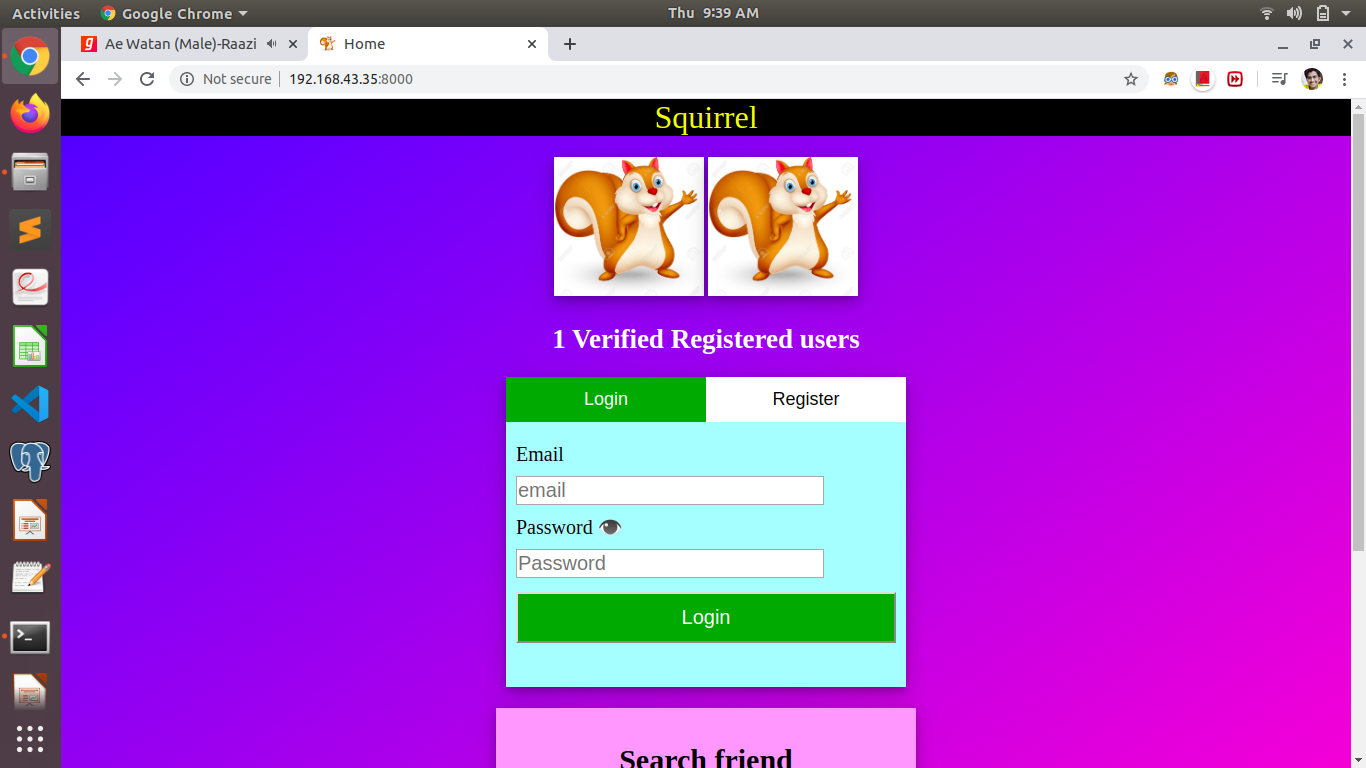 Activities Google Chrome Thu 9:39 AM
Ae Watan (Male)-Raazi Home
Not secure 192.168.43.35:8000
Squirrel
1 Verified Registered users
Login Register
Email
email
Password
Password
Login
Search friend